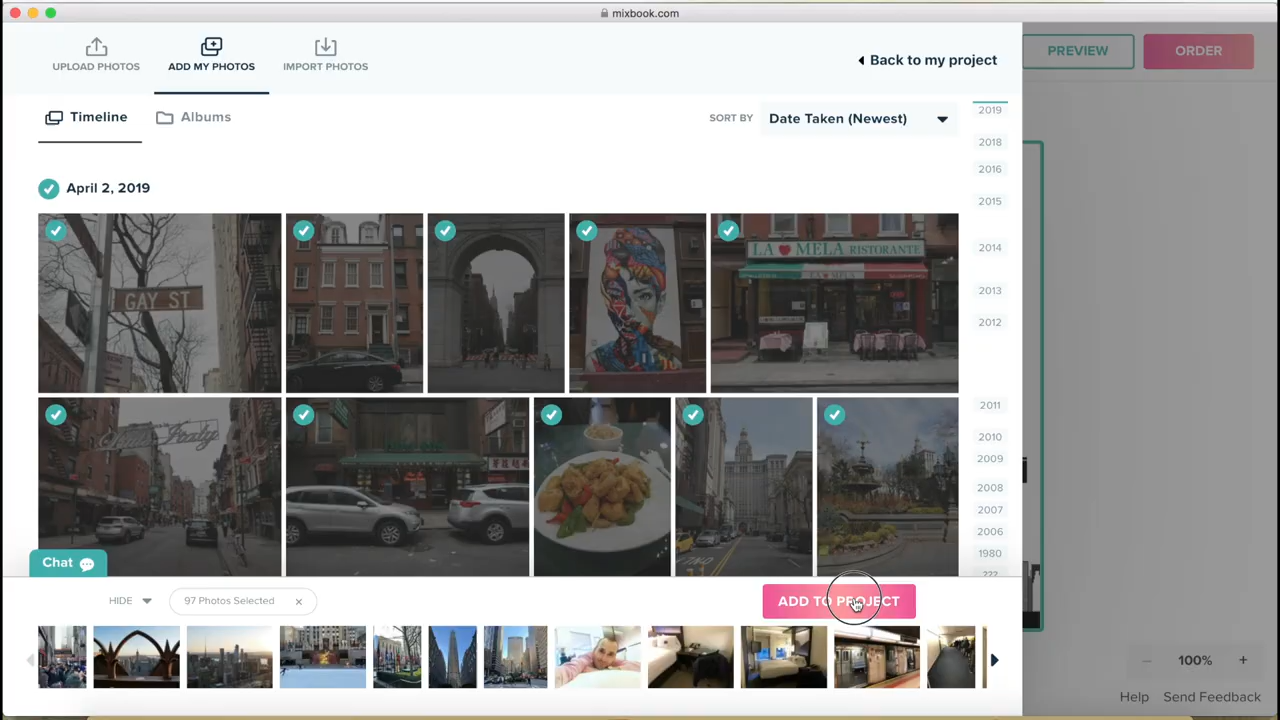 mixbook.com
UPLOAD PHOTOS
ADD MY PHOTOS
IMPORT PHOTOS
Back to my project
PREVIEW
ORDER
Timeline
Albums
SORT BY
Date Taken (Newest)
2019
2018
2016
2015
2014
2013
2012
2011
2010
2009
2008
2007
2006
1980
???
April 2, 2019
GAY ST
LA MELA RISTORANTE
LA MELA
Chat
HIDE
97 Photos Selected
ADD TO PROJECT
100%
Help
Send Feedback